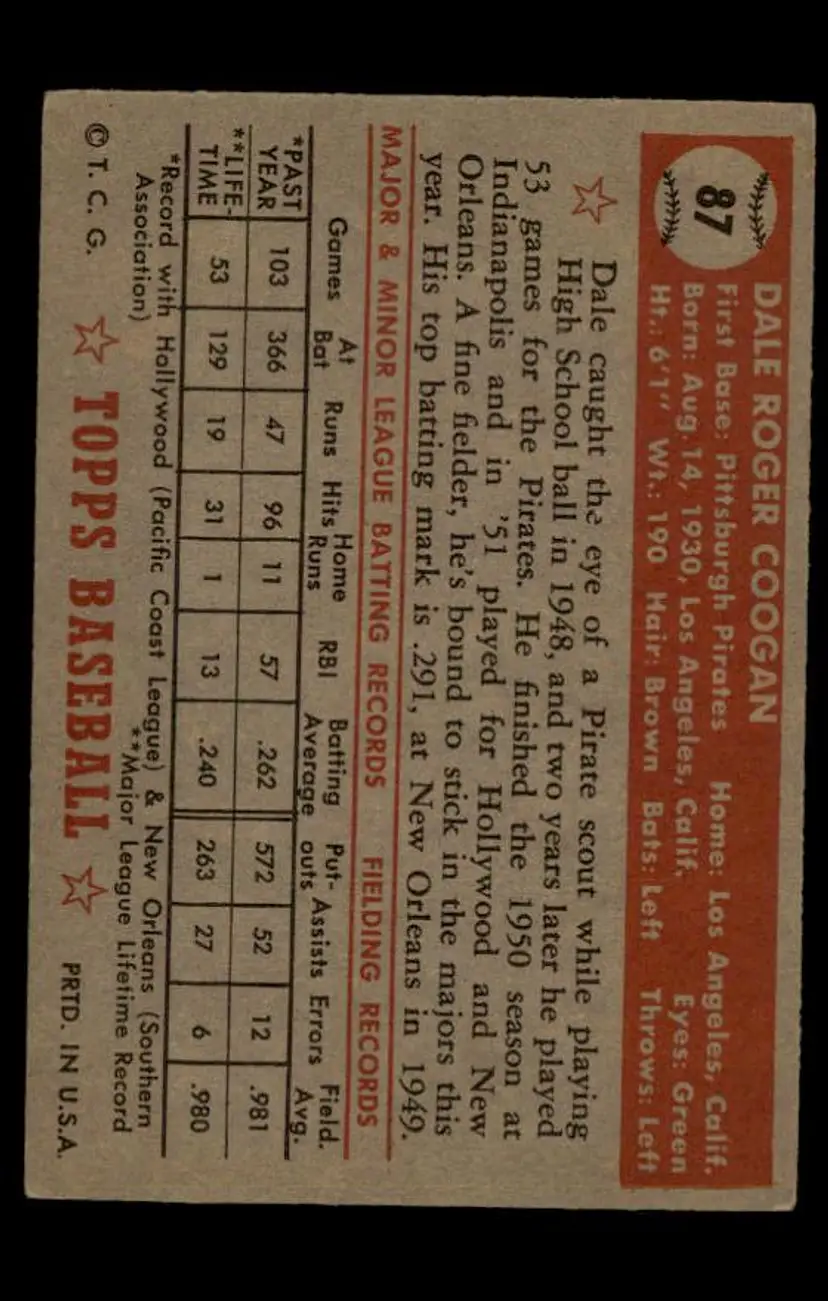 87
DALE ROGER COOGAN
First Base: Pittsburgh Pirates Home: Los Angeles, Calif.
Born: Aug. 14, 1930, Los Angeles, Calif. Eyes: Green
Ht.: 6'1" Wt.: 190 Hair: Brown Bats: Left Throws: Left
Dale caught the eye of a Pirate scout while playing
High School ball in 1948, and two years later he played
53 games for the Pirates. He finished the 1950 season at
Indianapolis and in '51 played for Hollywood and New
Orleans. A fine fielder, he's bound to stick in the majors this
year. His top batting mark is .291, at New Orleans in 1949.
MAJOR & MINOR LEAGUE BATTING RECORDS FIELDING RECORDS
Games At Bat Runs Hits Home Runs RBI Batting Average Put-outs Assists Errors Field. Avg.
*PAST YEAR 103 366 47 96 11 57 .262 572 52 12 .981
**LIFE-TIME 53 129 19 31 1 13 .240 263 27 6 .980
*Record with Hollywood (Pacific Coast League) & New Orleans (Southern
Association) **Major League Lifetime Record
© T. C. G. TOPPS BASEBALL PRTD. IN U.S.A.